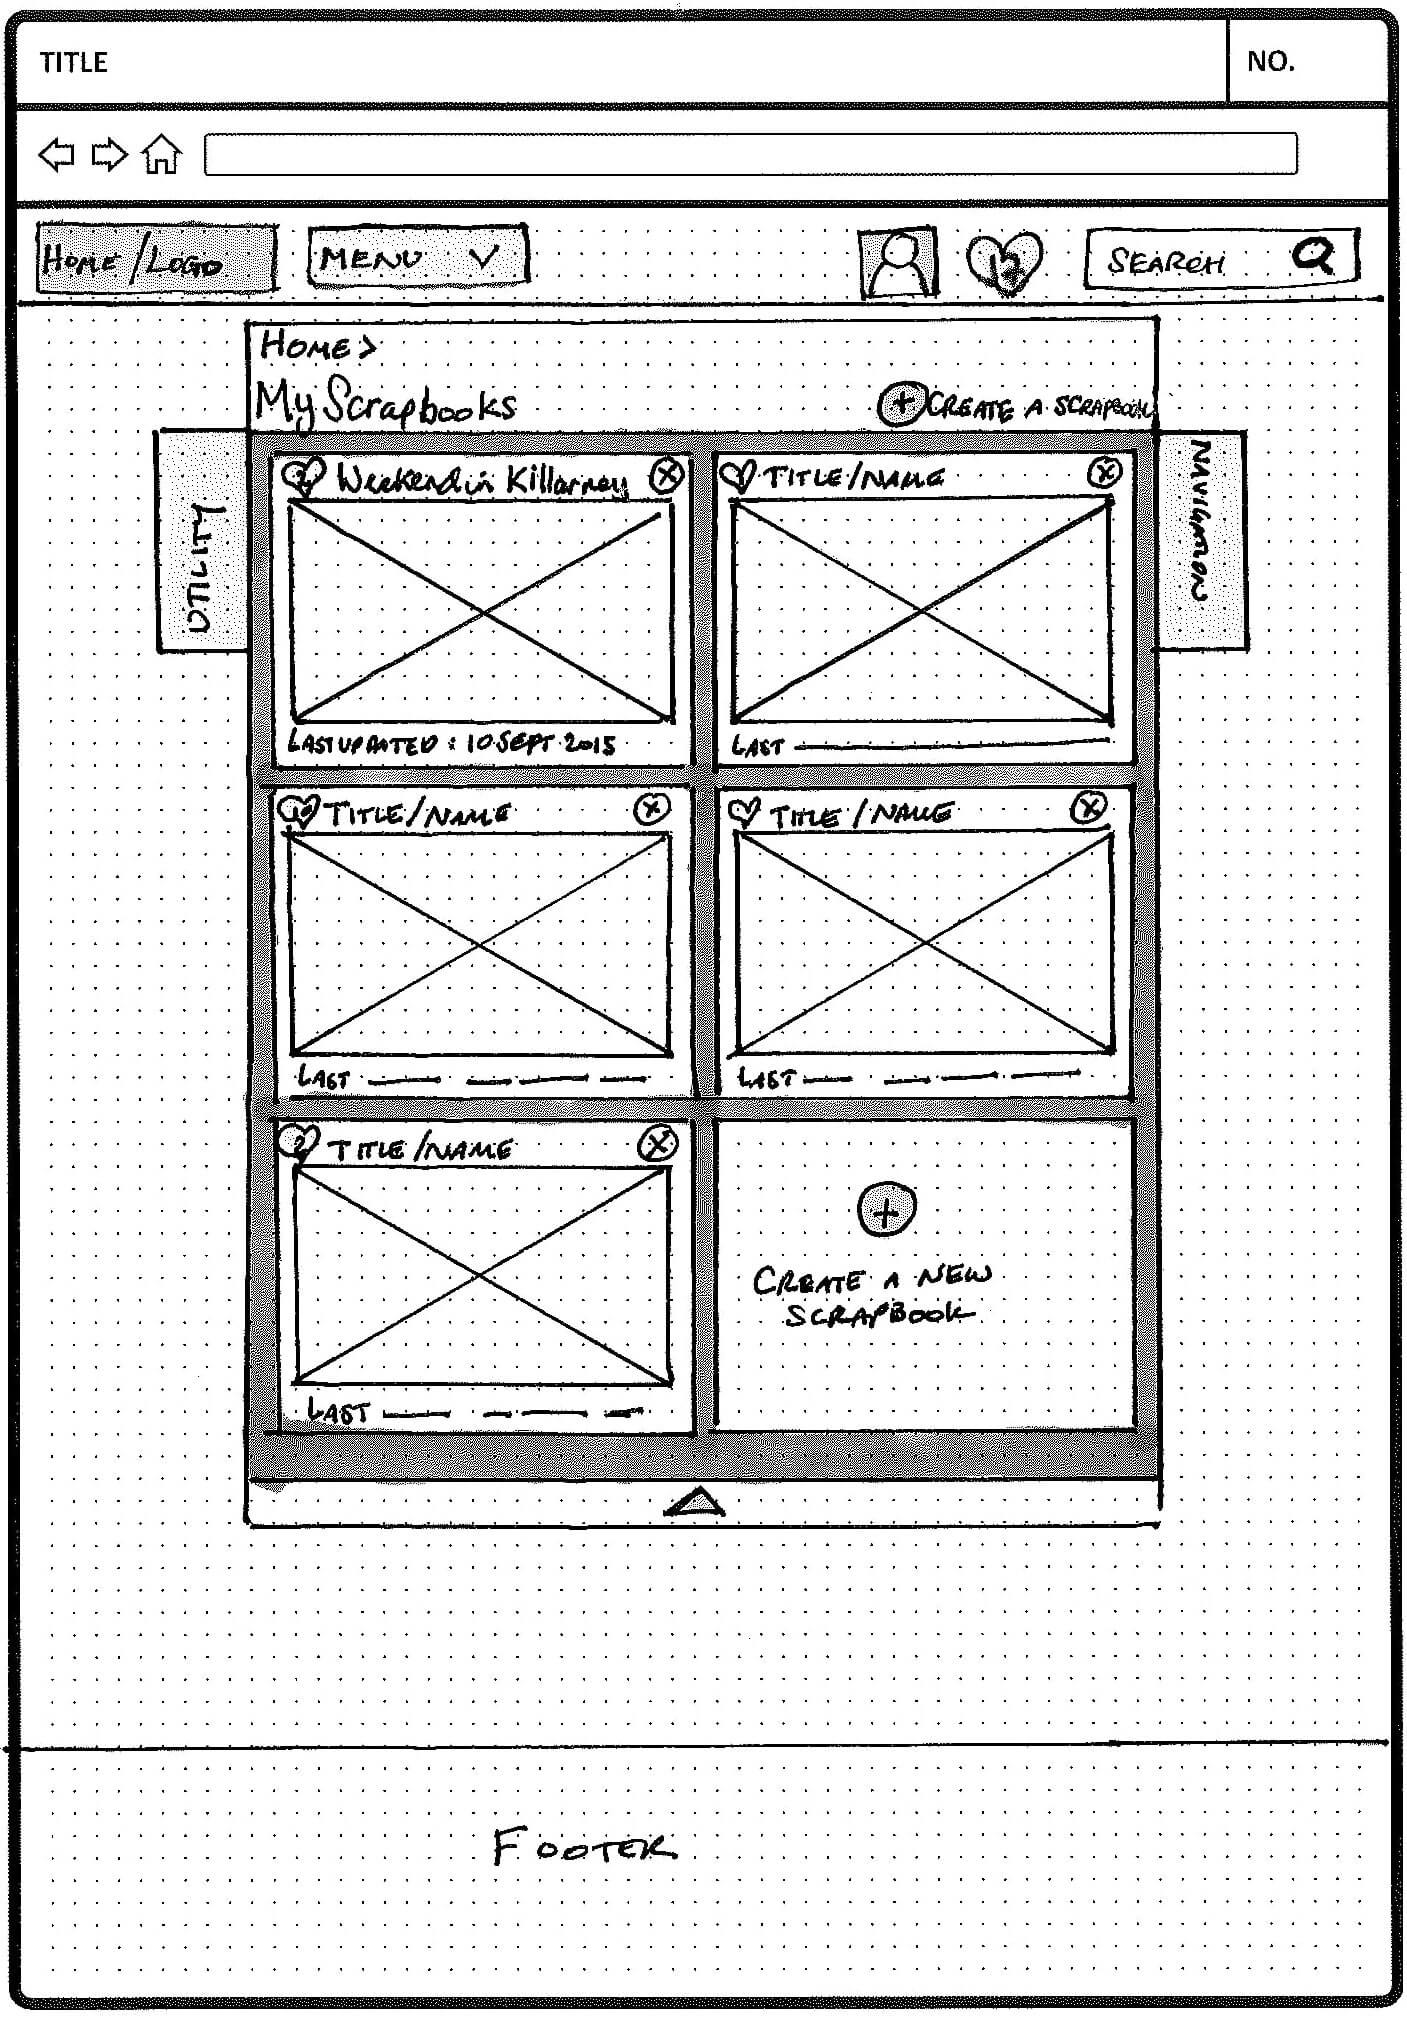 TITLE
NO.
HOME / LOGO
MENU
12
SEARCH
HOME >
My Scrapbooks
+ CREATE A SCRAPBOOK
UTILITY
NAVIGATION
2 Weekend in Killarney X
TITLE/NAME X
LAST UPDATED : 10 SEPT 2015
LAST
TITLE/NAME X
TITLE/NAME X
LAST
LAST
2 TITLE/NAME X
+
CREATE A NEW
SCRAPBOOK
LAST
FOOTER